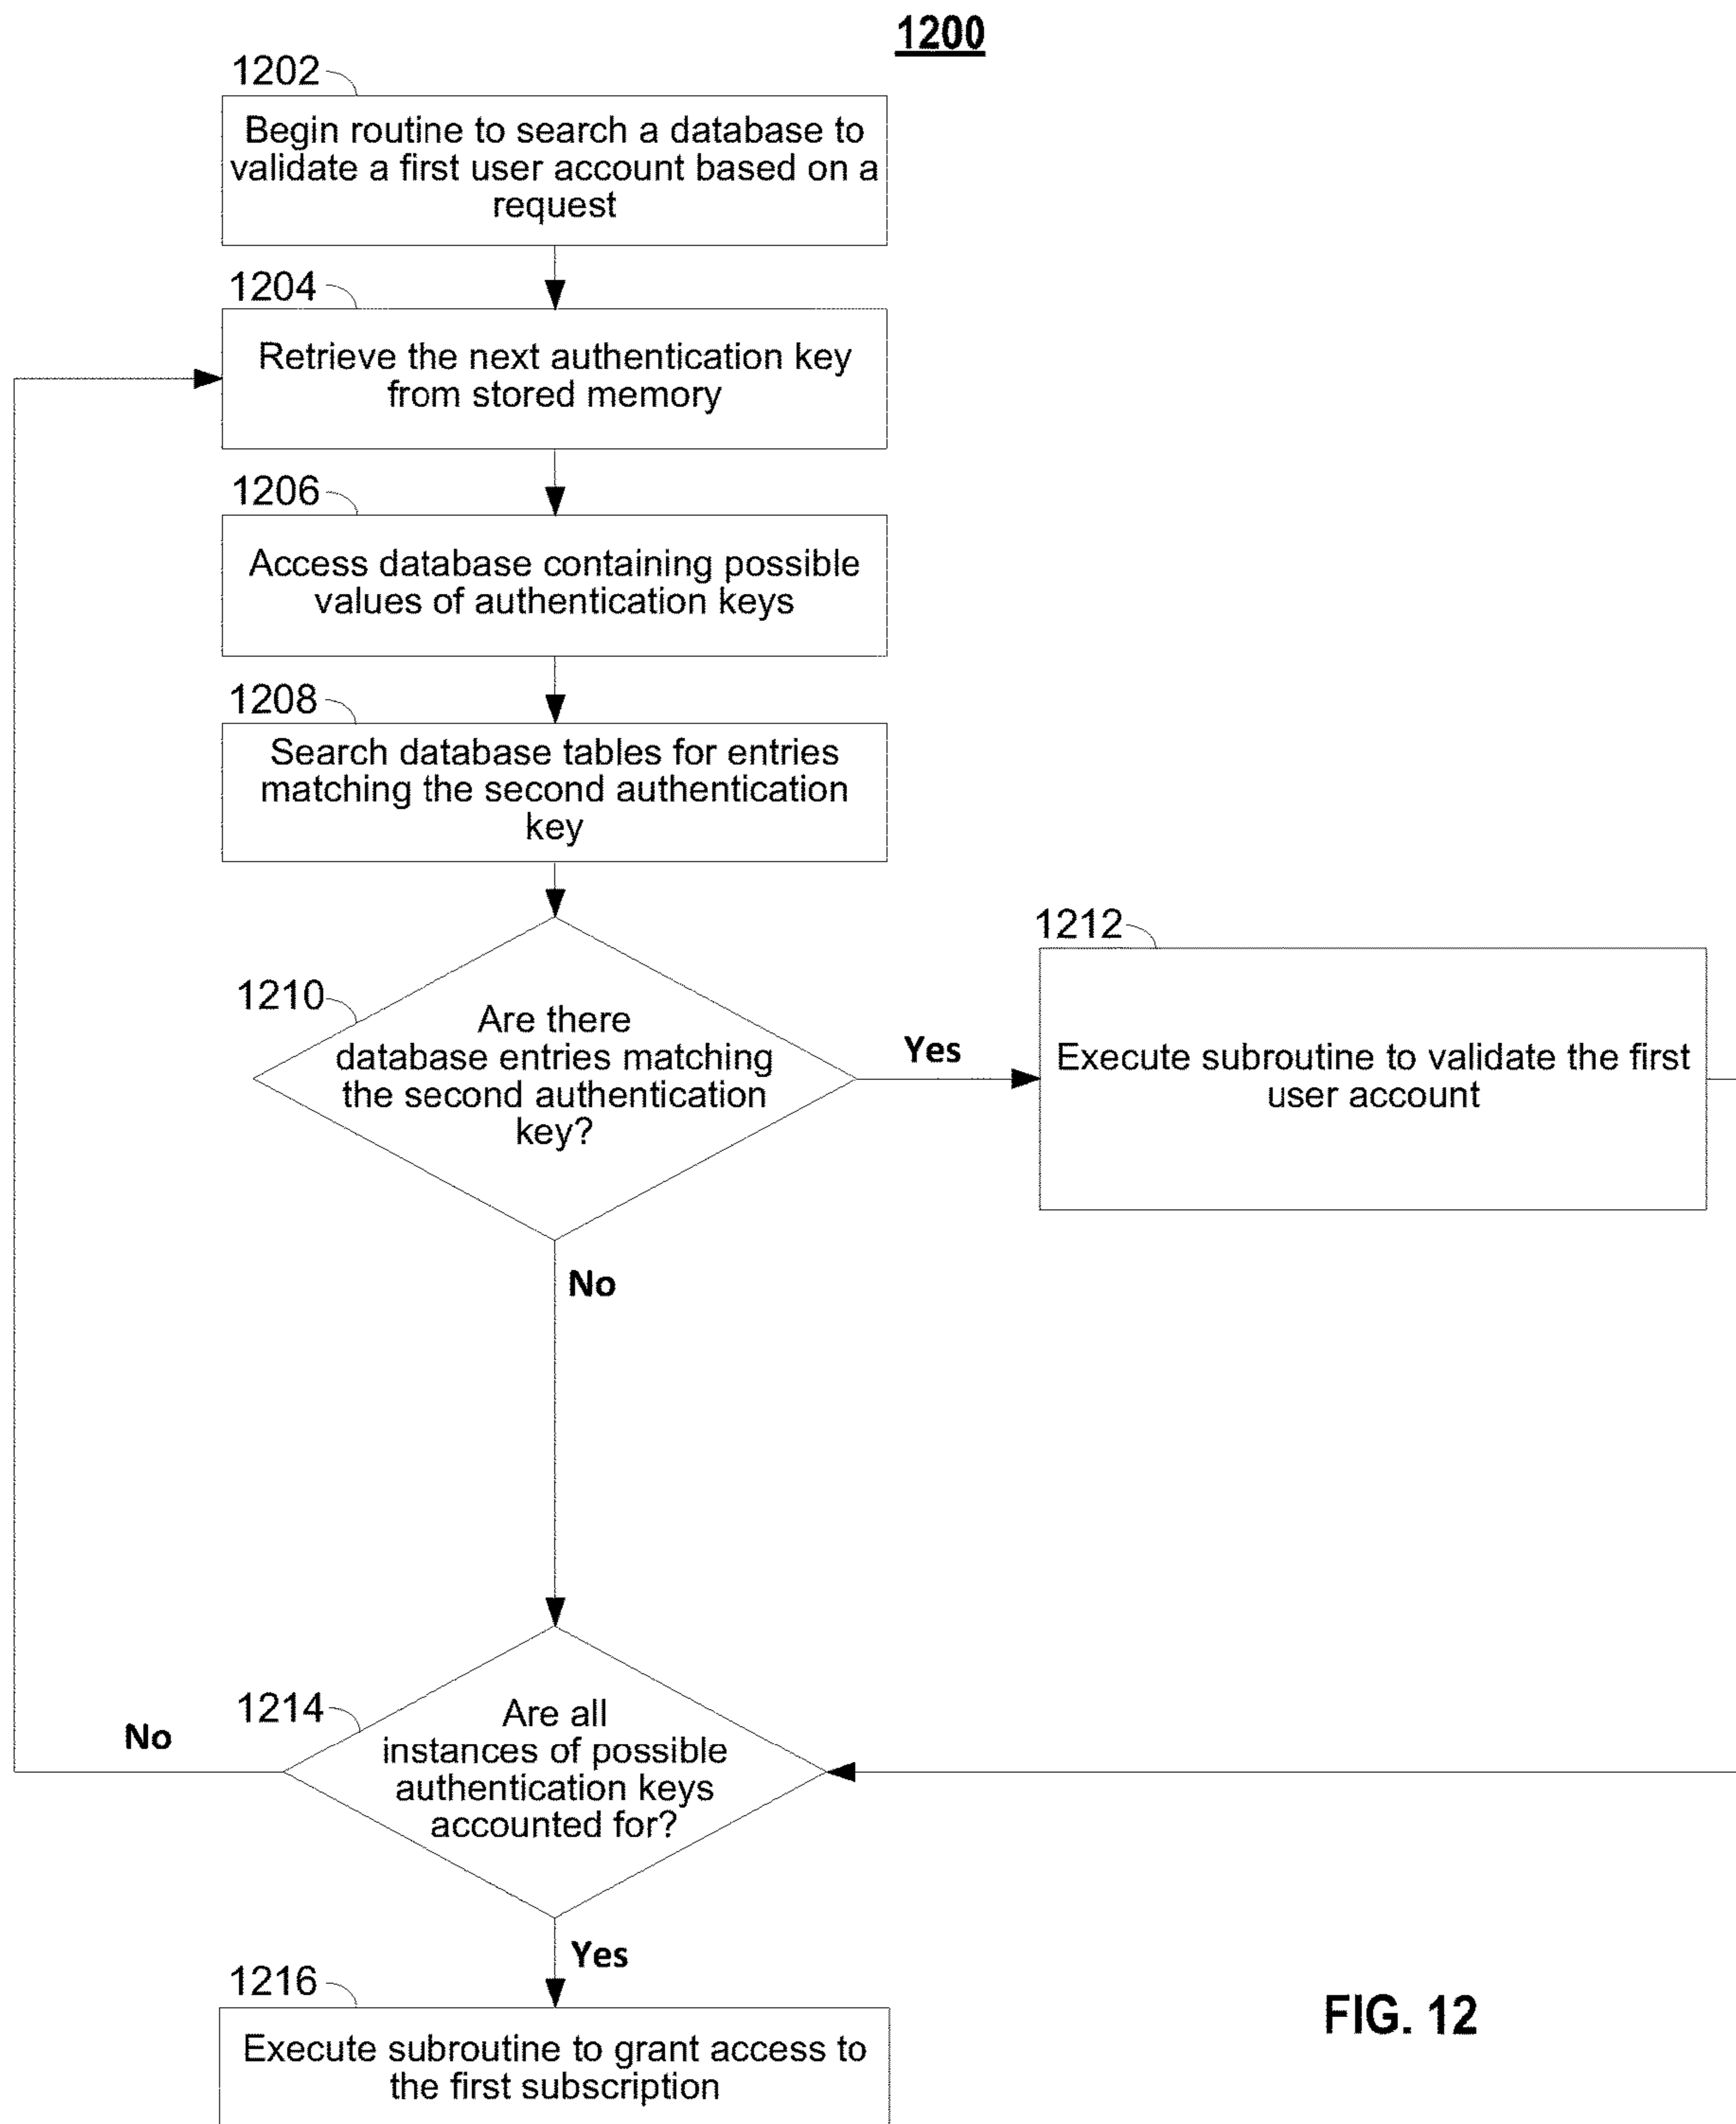 1200
1202
Begin routine to search a database to
validate a first user account based on a
request
1204
Retrieve the next authentication key
from stored memory
1206
Access database containing possible
values of authentication keys
1208
Search database tables for entries
matching the second authentication
key
1210
Are there
database entries matching
the second authentication
key?
Yes
1212
Execute subroutine to validate the first
user account
No
1214
Are all
instances of possible
authentication keys
accounted for?
No
Yes
1216
Execute subroutine to grant access to
the first subscription
FIG. 12